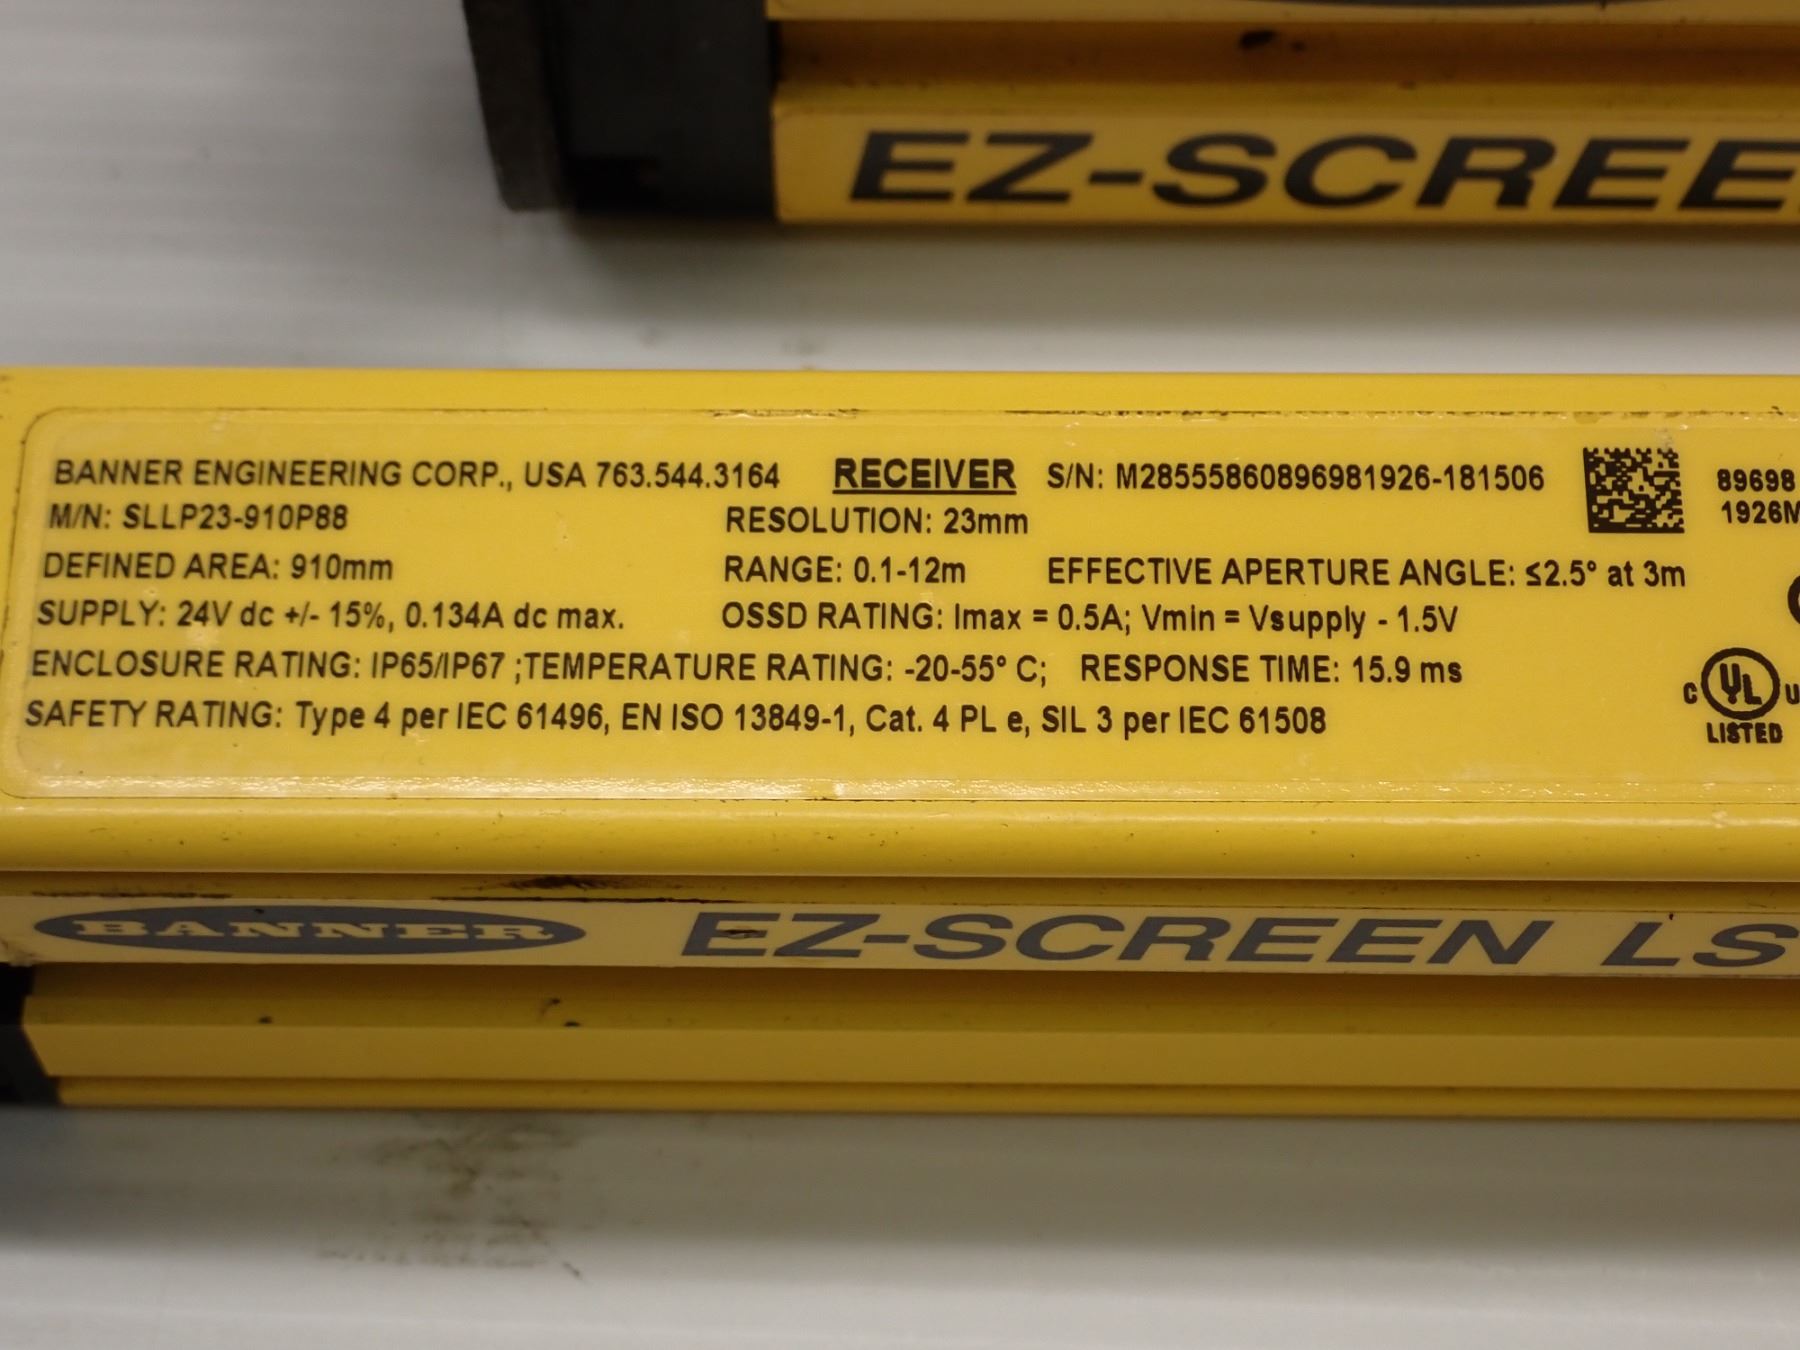 EZ-SCREE
BANNER ENGINEERING CORP., USA 763.544.3164 RECEIVER S/N: M28555860896981926-181506
89698
1926M
M/N: SLLP23-910P88 RESOLUTION: 23mm
DEFINED AREA: 910mm RANGE: 0.1-12m EFFECTIVE APERTURE ANGLE: ≤2.5° at 3m
SUPPLY: 24V dc +/- 15%, 0.134A dc max. OSSD RATING: Imax = 0.5A; Vmin = Vsupply - 1.5V
ENCLOSURE RATING: IP65/IP67 ;TEMPERATURE RATING: -20-55° C; RESPONSE TIME: 15.9 ms
SAFETY RATING: Type 4 per IEC 61496, EN ISO 13849-1, Cat. 4 PL e, SIL 3 per IEC 61508
C UL U
LISTED
BANNER EZ-SCREEN LS